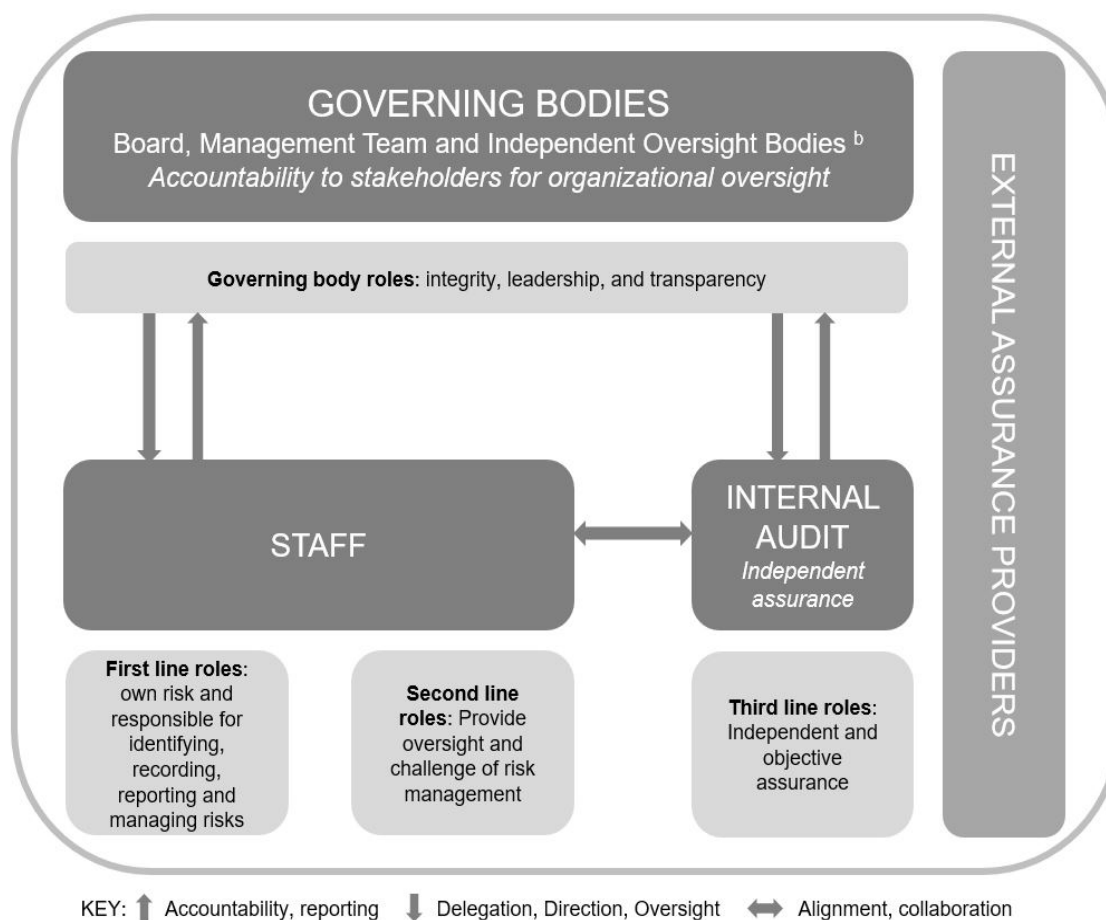 GOVERNING BODIES
Board, Management Team and Independent Oversight Bodies ᵇ
Accountability to stakeholders for organizational oversight
Governing body roles: integrity, leadership, and transparency
STAFF
INTERNAL
AUDIT
Independent
assurance
First line roles:
own risk and
responsible for
identifying,
recording,
reporting and
managing risks
Second line
roles: Provide
oversight and
challenge of risk
management
Third line roles:
Independent and
objective
assurance
EXTERNAL ASSURANCE PROVIDERS
KEY: Accountability, reporting Delegation, Direction, Oversight Alignment, collaboration